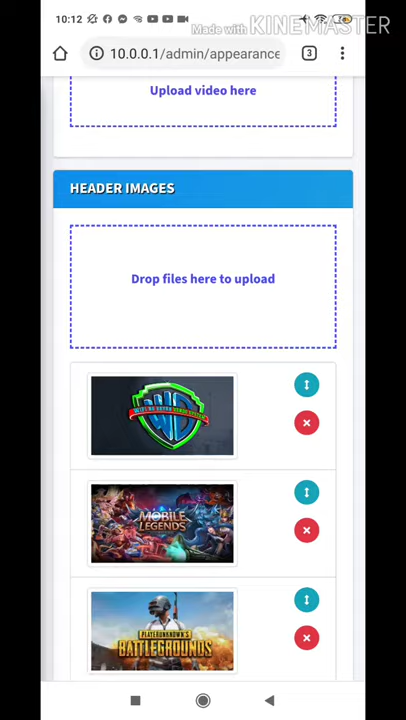 10:12
Made with KINEMASTER
10.0.0.1/admin/appearance
3
Upload video here
HEADER IMAGES
Drop files here to upload
MOBILE
LEGENDS
PLAYERUNKNOWN'S
BATTLEGROUNDS